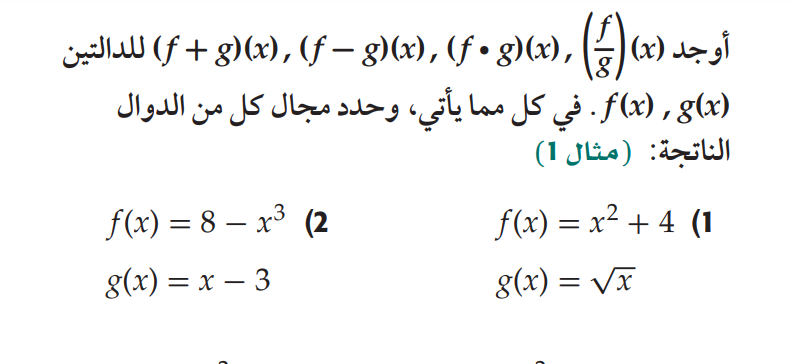 أوجد (f + g)(x) , (f − g)(x) , (f • g)(x) , (f/g)(x) للدالتين
f(x) , g(x) . في كل مما يأتي، وحدد مجال كل من الدوال
الناتجة: (مثال 1)
(1 f(x) = x² + 4 (2 f(x) = 8 − x³
g(x) = √x g(x) = x − 3